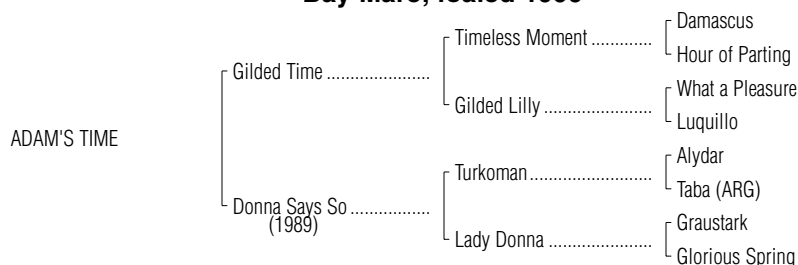 Bay Mare; foaled
Damascus
Timeless Moment ..................
Hour of Parting
Gilded Time ......................
What a Pleasure
Gilded Lilly ......................
Luquillo
ADAM'S TIME
Alydar
Turkoman..........................
Taba (ARG)
Donna Says So .................
(1989)
Graustark
Lady Donna ......................
Glorious Spring